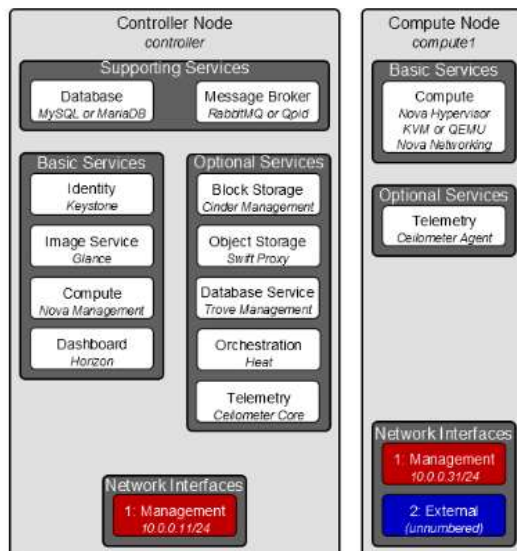 Controller Node
controller
Supporting Services
Database
MySQL or MariaDB
Message Broker
RabbitMQ or Qpid
Basic Services
Identity
Keystone
Image Service
Glance
Compute
Nova Management
Dashboard
Horizon
Optional Services
Block Storage
Cinder Management
Object Storage
Swift Proxy
Database Service
Trove Management
Orchestration
Heat
Telemetry
Ceilometer Core
Network Interfaces
1: Management
10.0.0.11/24
Compute Node
compute1
Basic Services
Compute
Nova Hypervisor
KVM or QEMU
Nova Networking
Optional Services
Telemetry
Ceilometer Agent
Network Interfaces
1: Management
10.0.0.31/24
2: External
(unnumbered)